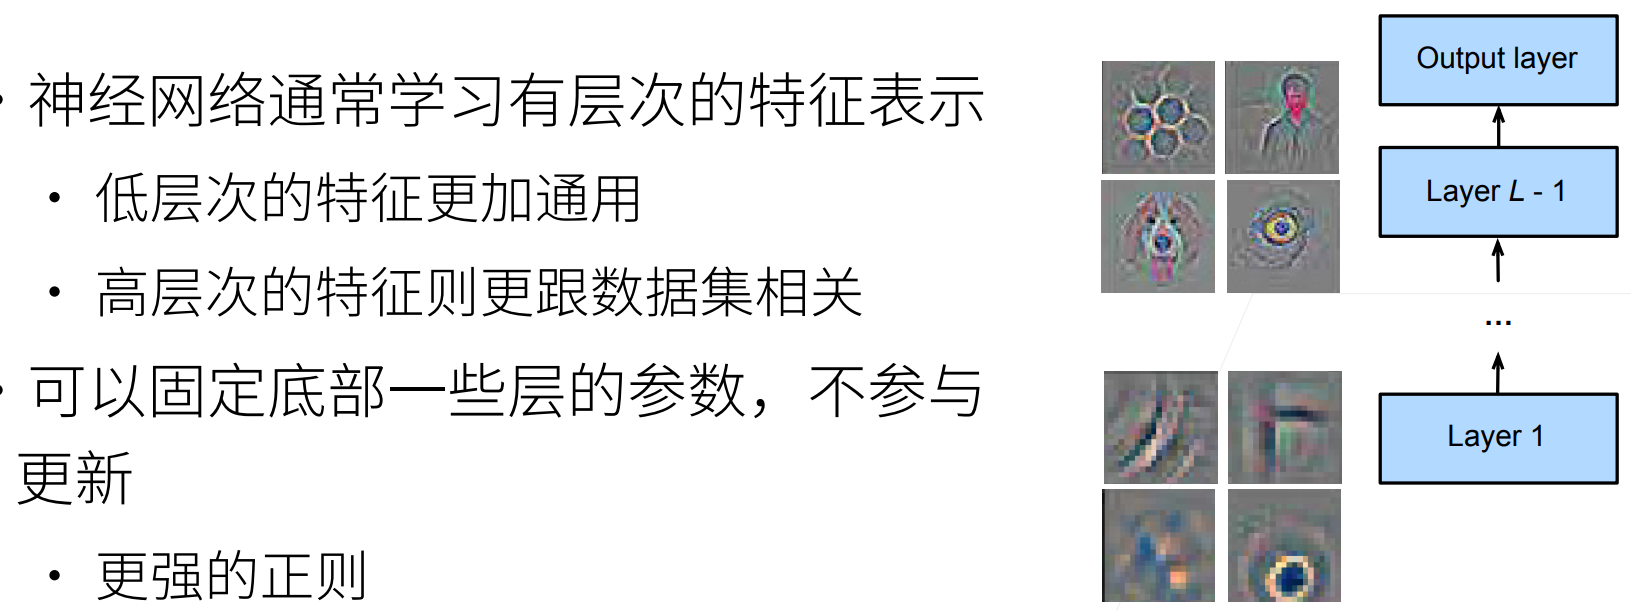 • 神经网络通常学习有层次的特征表示
• 低层次的特征更加通用
• 高层次的特征则更跟数据集相关
• 可以固定底部一些层的参数，不参与
更新
• 更强的正则
Output layer
Layer L - 1
...
Layer 1